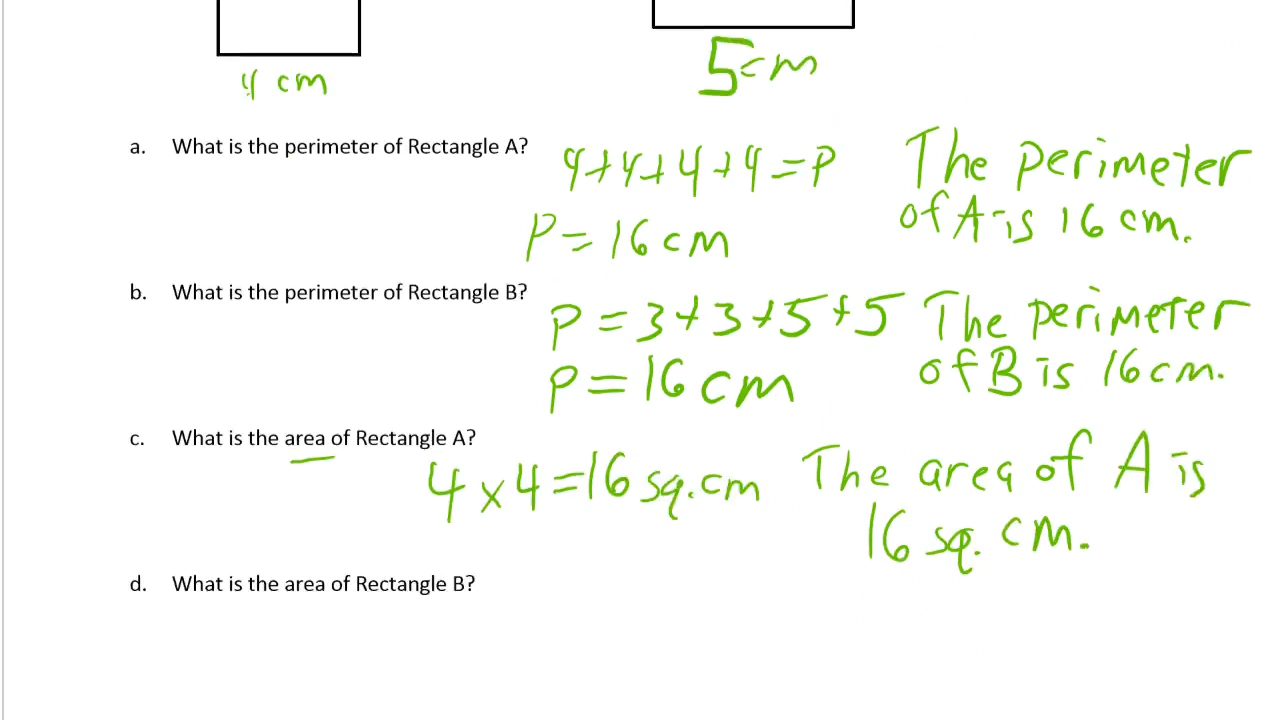 4 cm
5cm
a. What is the perimeter of Rectangle A?
4+4+4+4=P
The perimeter
of A is 16 cm.
P=16cm
b. What is the perimeter of Rectangle B?
P=3+3+5+5
The perimeter
of B is 16cm.
P=16cm
c. What is the area of Rectangle A?
4x4=16 sq.cm
The area of A is
16 sq. cm.
d. What is the area of Rectangle B?